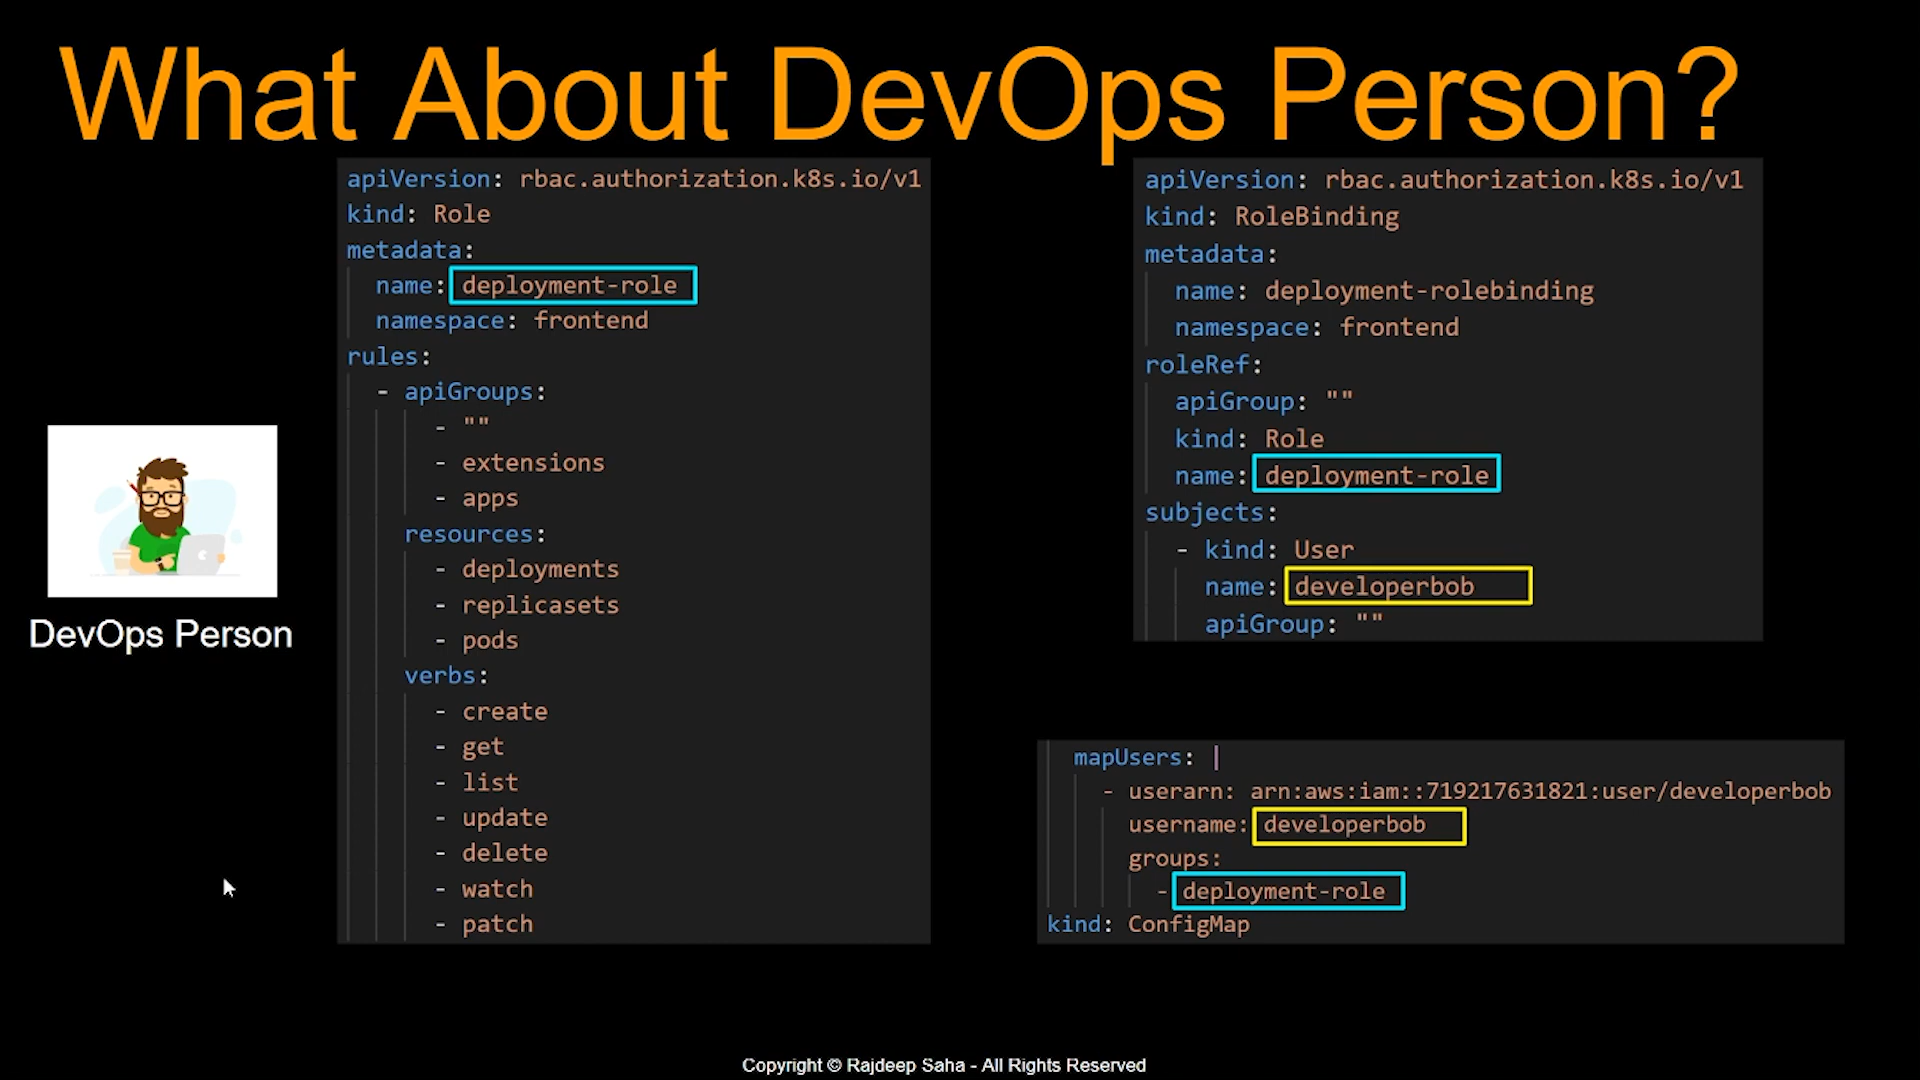 What About DevOps Person?
DevOps Person
apiVersion: rbac.authorization.k8s.io/v1
kind: Role
metadata:
name: deployment-role
namespace: frontend
rules:
- apiGroups:
- ""
- extensions
- apps
resources:
- deployments
- replicasets
- pods
verbs:
- create
- get
- list
- update
- delete
- watch
- patch
apiVersion: rbac.authorization.k8s.io/v1
kind: RoleBinding
metadata:
name: deployment-rolebinding
namespace: frontend
roleRef:
apiGroup: ""
kind: Role
name: deployment-role
subjects:
- kind: User
name: developerbob
apiGroup: ""
mapUsers: |
- userarn: arn:aws:iam::719217631821:user/developerbob
username: developerbob
groups:
- deployment-role
kind: ConfigMap
Copyright © Rajdeep Saha - All Rights Reserved